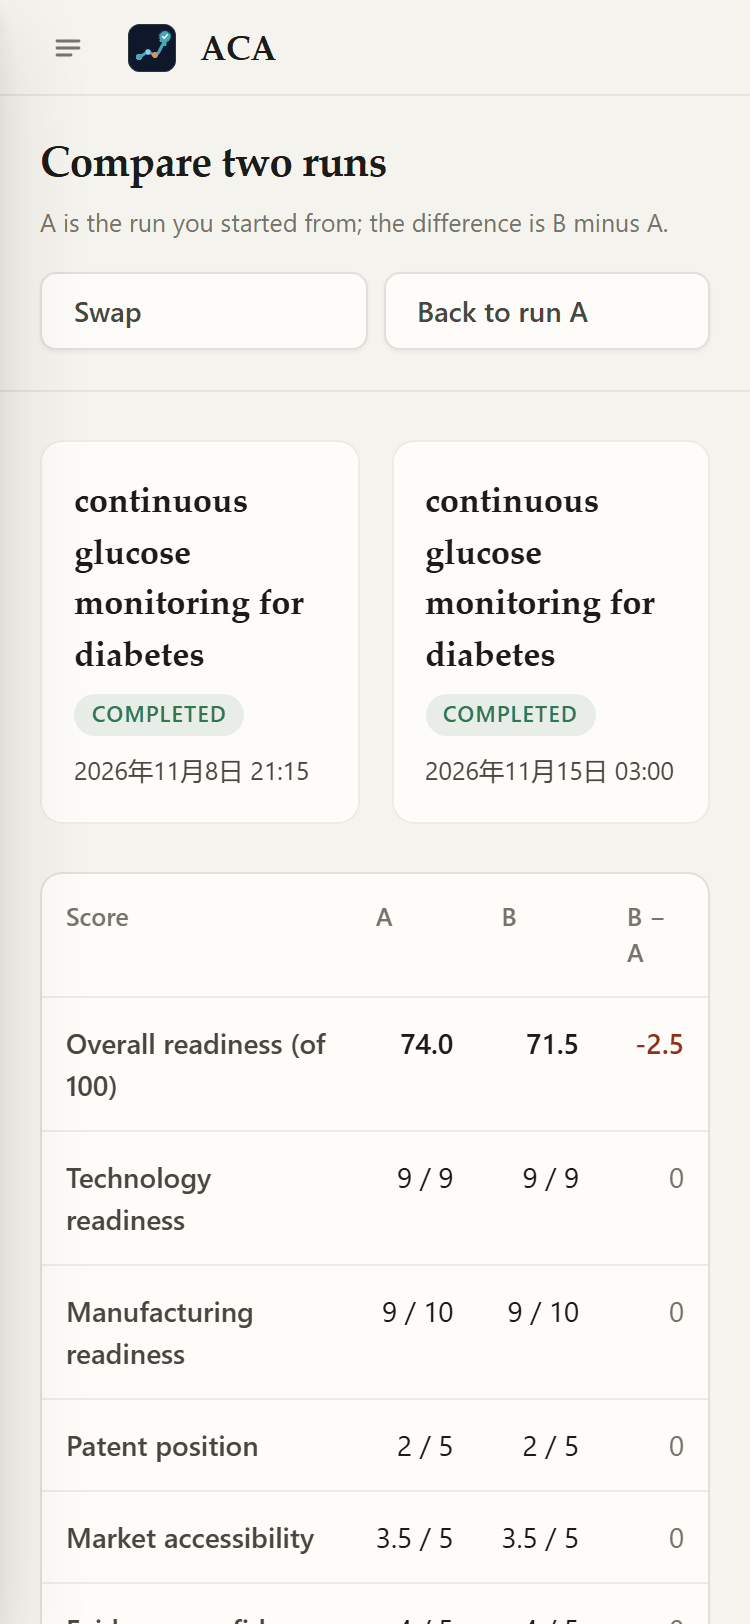 ACA
Compare two runs
A is the run you started from; the difference is B minus A.
Swap
Back to run A
continuous
glucose
monitoring for
diabetes
COMPLETED
2026年11月8日 21:15
continuous
glucose
monitoring for
diabetes
COMPLETED
2026年11月15日 03:00
Score A B B –
A
Overall readiness (of 74.0 71.5 -2.5
100)
Technology 9 / 9 9 / 9 0
readiness
Manufacturing 9 / 10 9 / 10 0
readiness
Patent position 2 / 5 2 / 5 0
Market accessibility 3.5 / 5 3.5 / 5 0